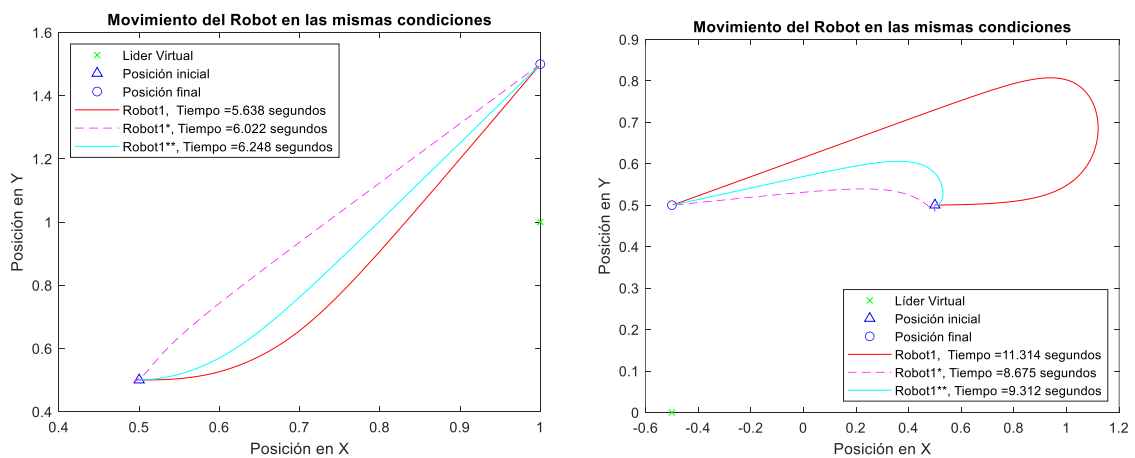 Movimiento del Robot en las mismas condiciones
1.6
1.4
1.2
1
0.8
0.6
0.4
Posición en Y
Lider Virtual
Posición inicial
Posición final
Robot1,  Tiempo =5.638 segundos
Robot1*, Tiempo =6.022 segundos
Robot1**, Tiempo =6.248 segundos
0.4 0.5 0.6 0.7 0.8 0.9 1
Posición en X
Movimiento del Robot en las mismas condiciones
0.9
0.8
0.7
0.6
0.5
0.4
0.3
0.2
0.1
0
Posición en Y
Líder Virtual
Posición inicial
Posición final
Robot1,  Tiempo =11.314 segundos
Robot1*, Tiempo =8.675 segundos
Robot1**, Tiempo =9.312 segundos
-0.6 -0.4 -0.2 0 0.2 0.4 0.6 0.8 1 1.2
Posición en X